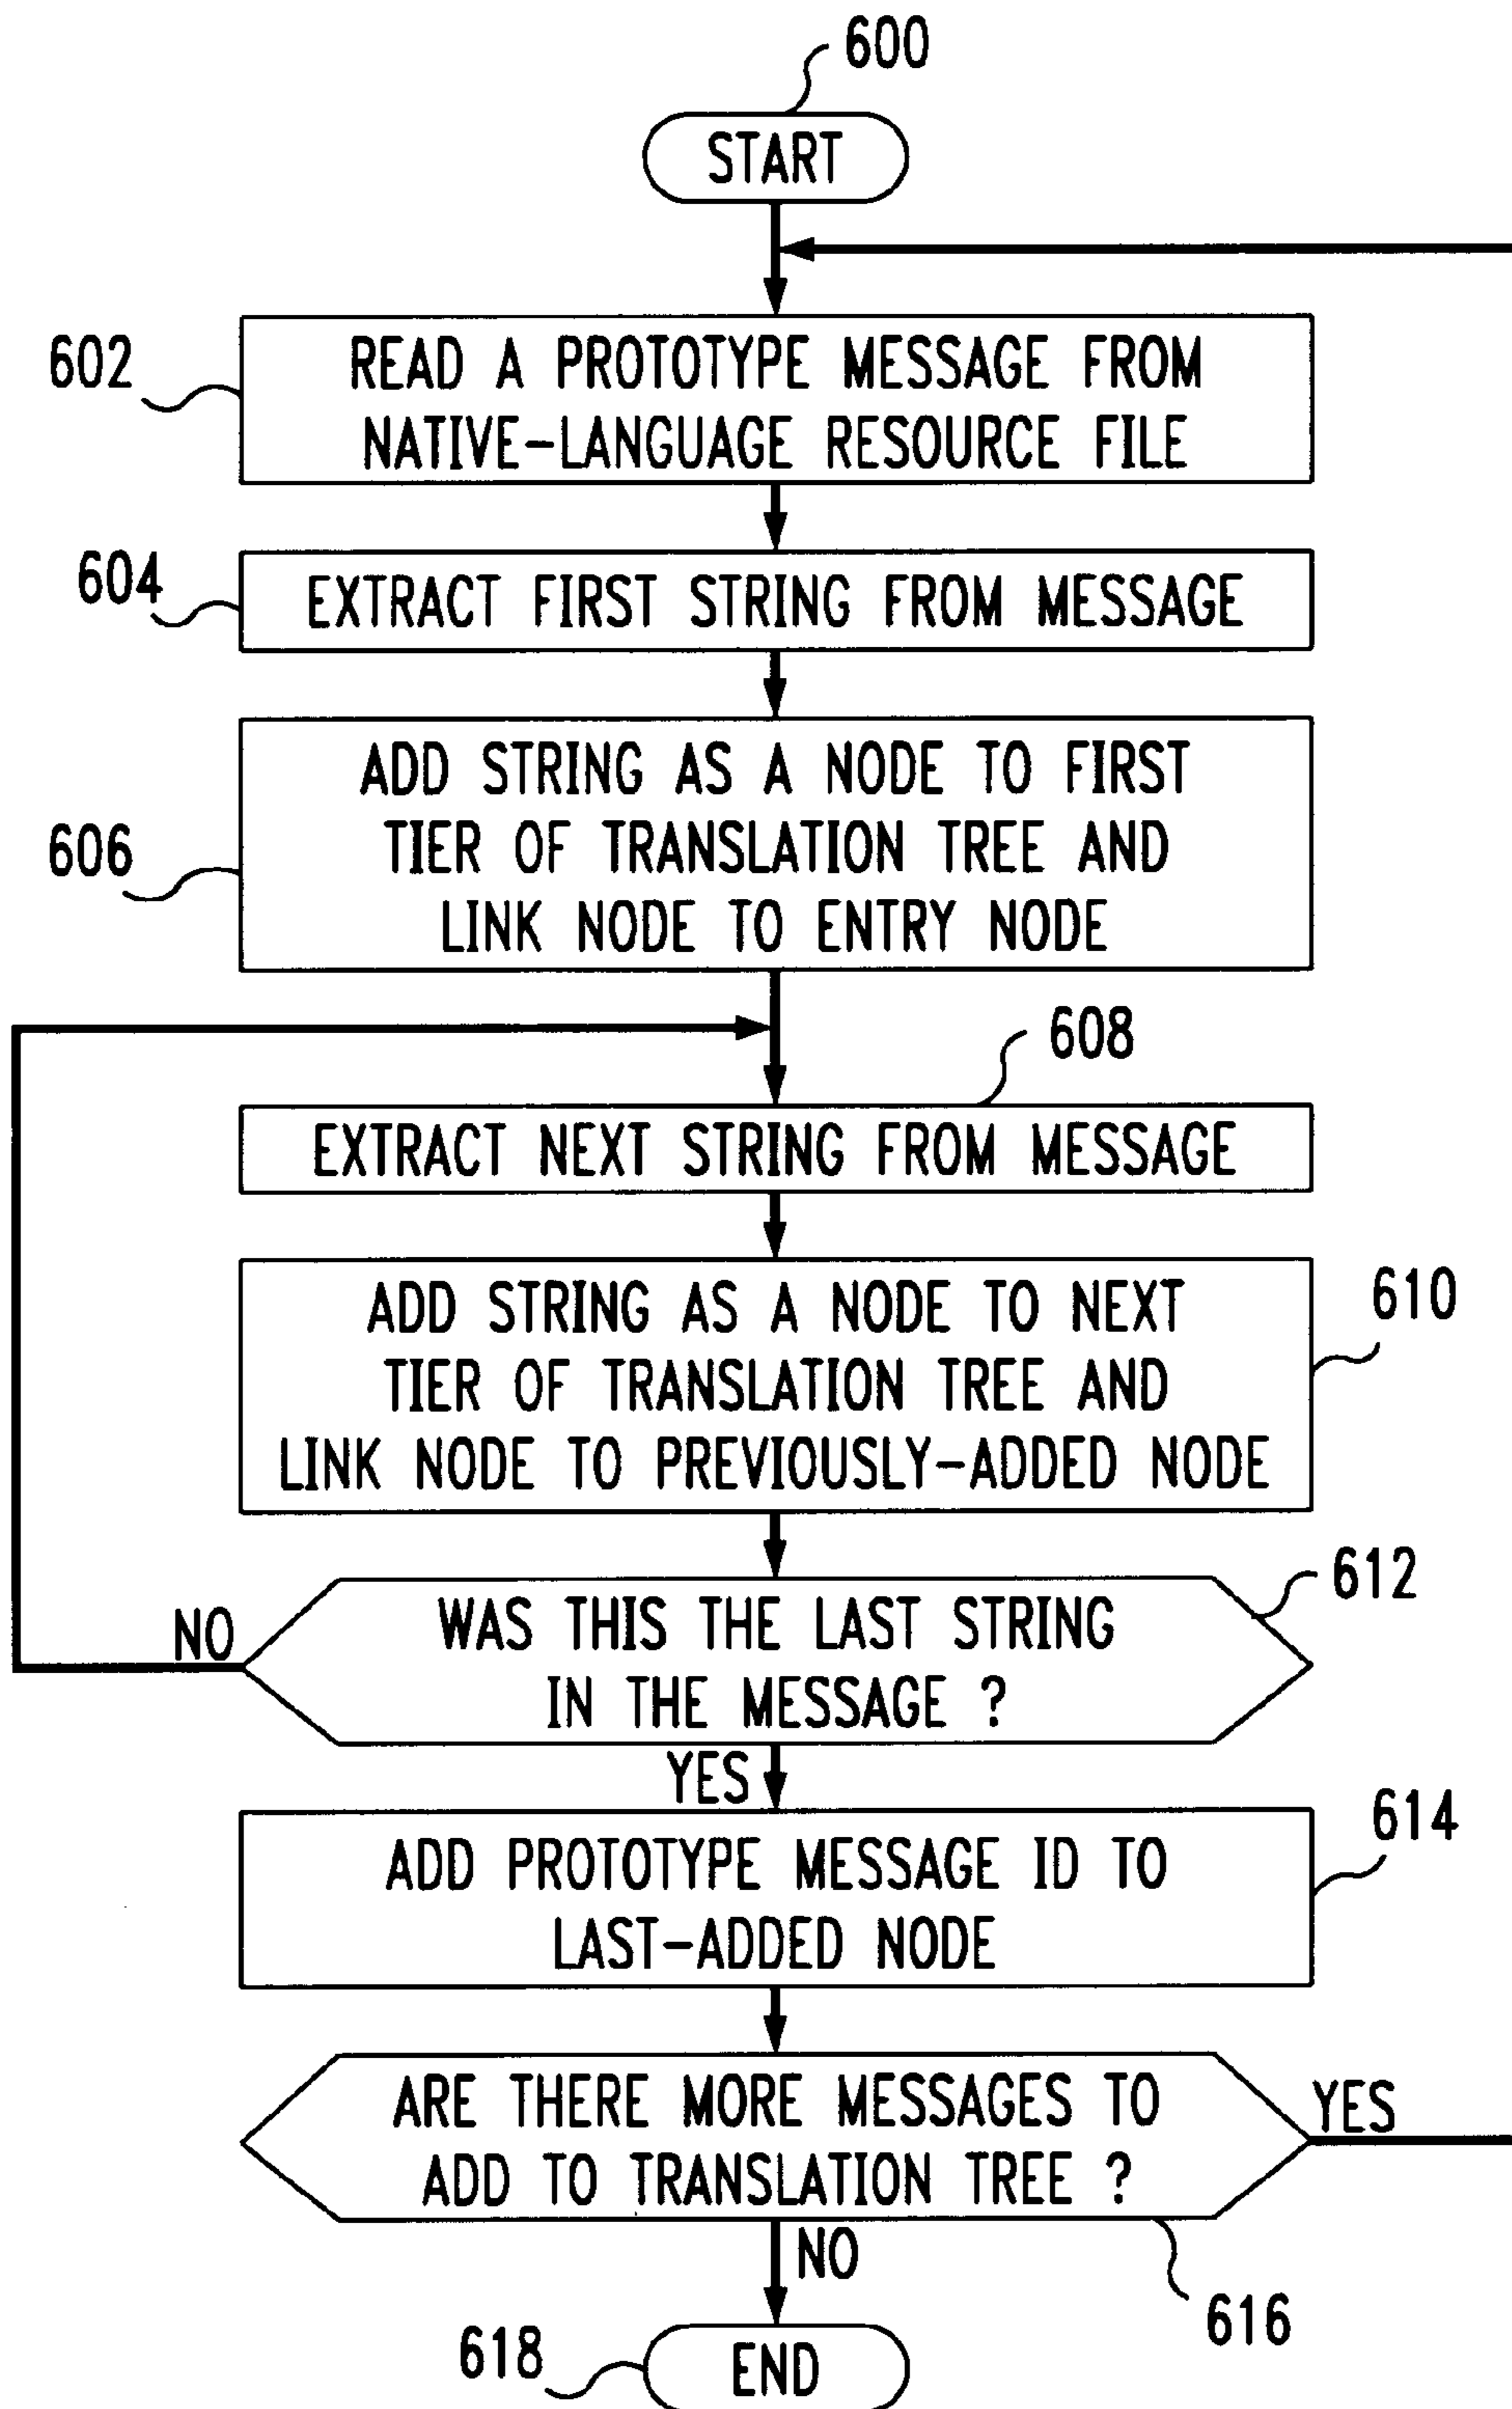 600
START
602
READ A PROTOTYPE MESSAGE FROM
NATIVE-LANGUAGE RESOURCE FILE
604
EXTRACT FIRST STRING FROM MESSAGE
606
ADD STRING AS A NODE TO FIRST
TIER OF TRANSLATION TREE AND
LINK NODE TO ENTRY NODE
608
EXTRACT NEXT STRING FROM MESSAGE
610
ADD STRING AS A NODE TO NEXT
TIER OF TRANSLATION TREE AND
LINK NODE TO PREVIOUSLY-ADDED NODE
612
WAS THIS THE LAST STRING
IN THE MESSAGE ?
NO
YES
614
ADD PROTOTYPE MESSAGE ID TO
LAST-ADDED NODE
ARE THERE MORE MESSAGES TO
ADD TO TRANSLATION TREE ?
YES
NO
616
618
END